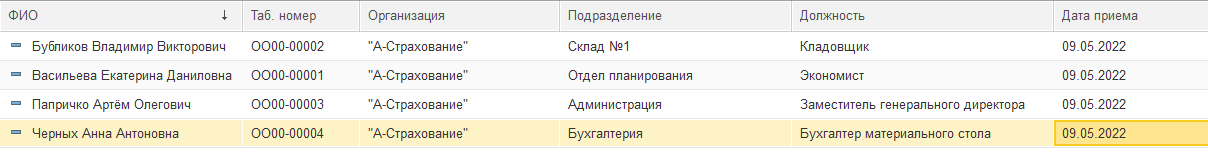 ФИО ↓ Таб. номер Организация Подразделение Должность Дата приема
Бубликов Владимир Викторович ОО00-00002 "А-Страхование" Склад №1 Кладовщик 09.05.2022
Васильева Екатерина Даниловна ОО00-00001 "А-Страхование" Отдел планирования Экономист 09.05.2022
Папричко Артём Олегович ОО00-00003 "А-Страхование" Администрация Заместитель генерального директора 09.05.2022
Черных Анна Антоновна ОО00-00004 "А-Страхование" Бухгалтерия Бухгалтер материального стола 09.05.2022